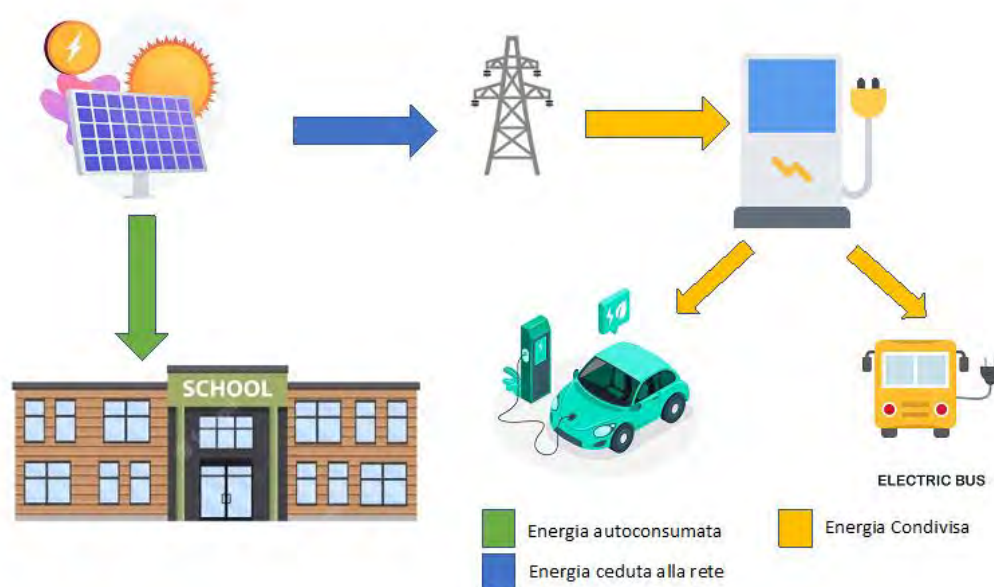 SCHOOL
ELECTRIC BUS
Energia autoconsumata
Energia Condivisa
Energia ceduta alla rete